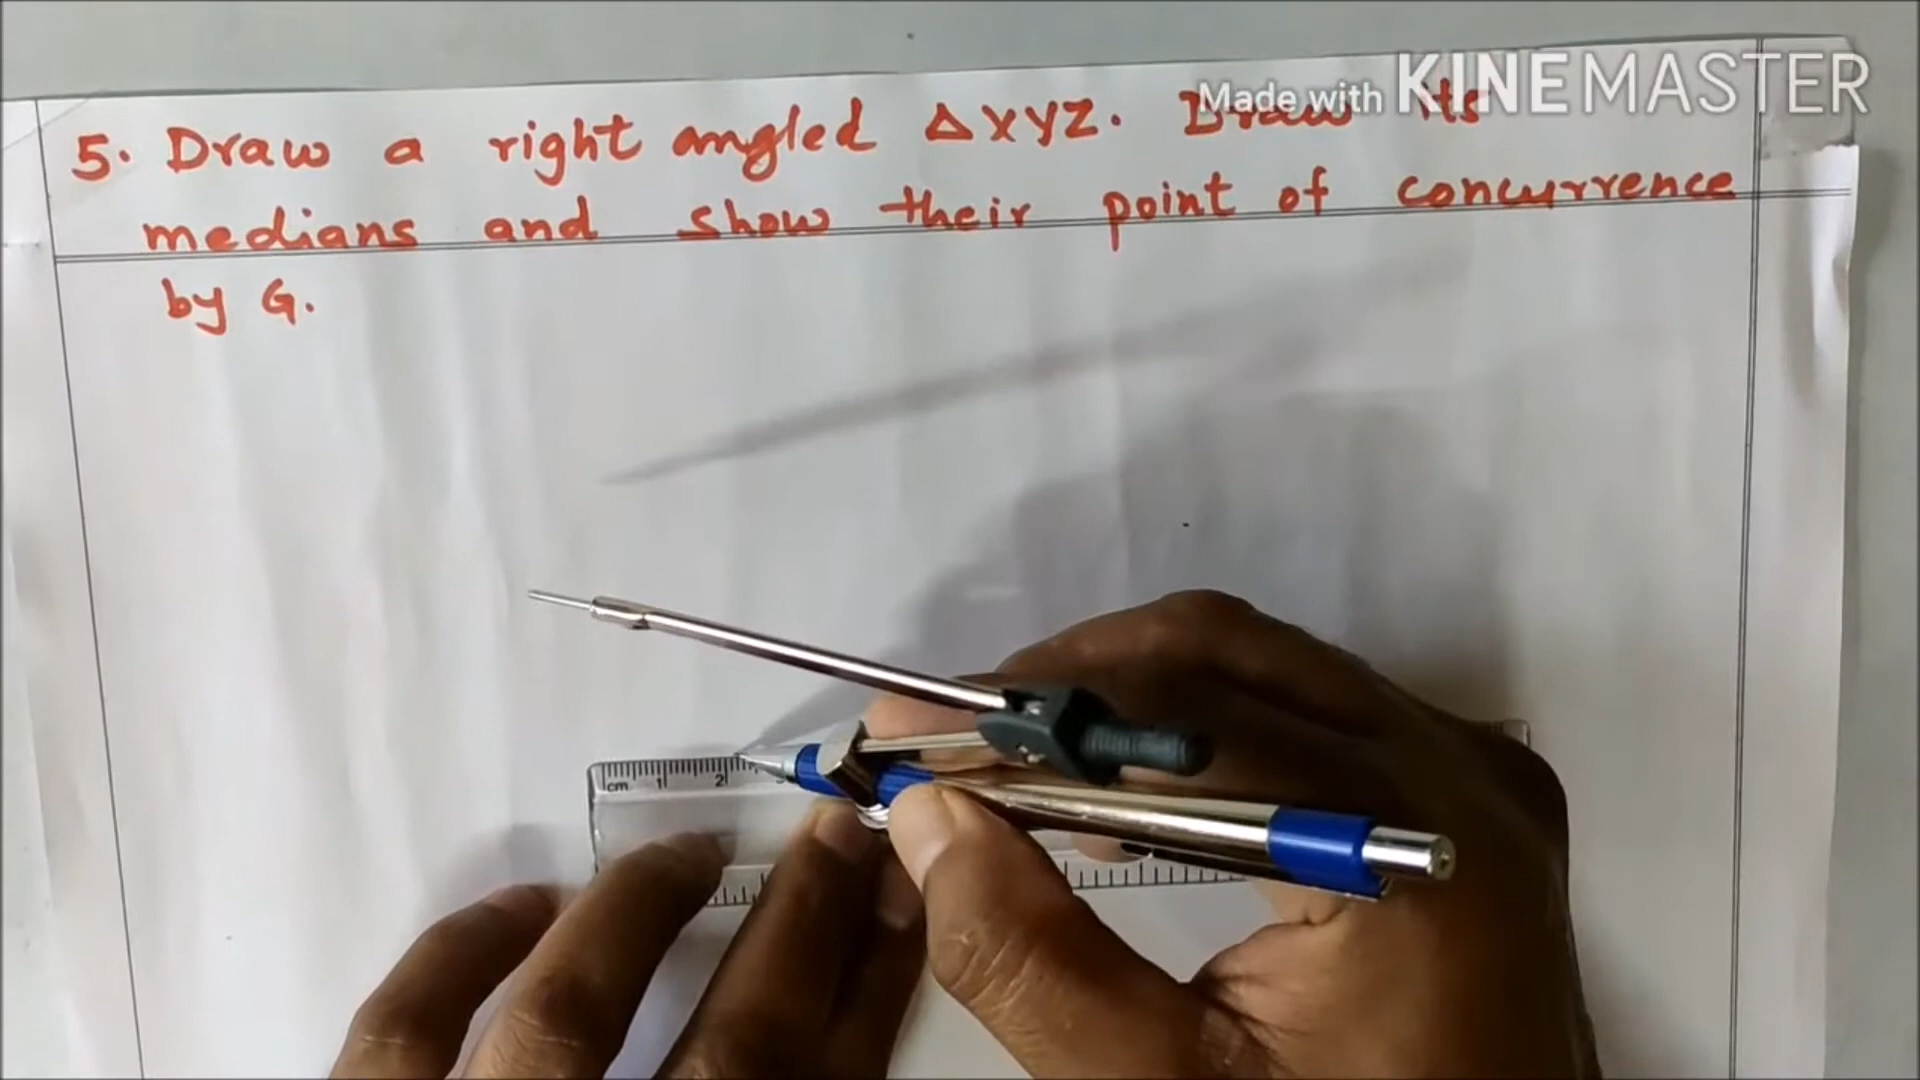 Made with KINEMASTER
5. Draw a right angled ΔXYZ. Draw its
medians and show their point of concurrence
by G.
cm 1 2